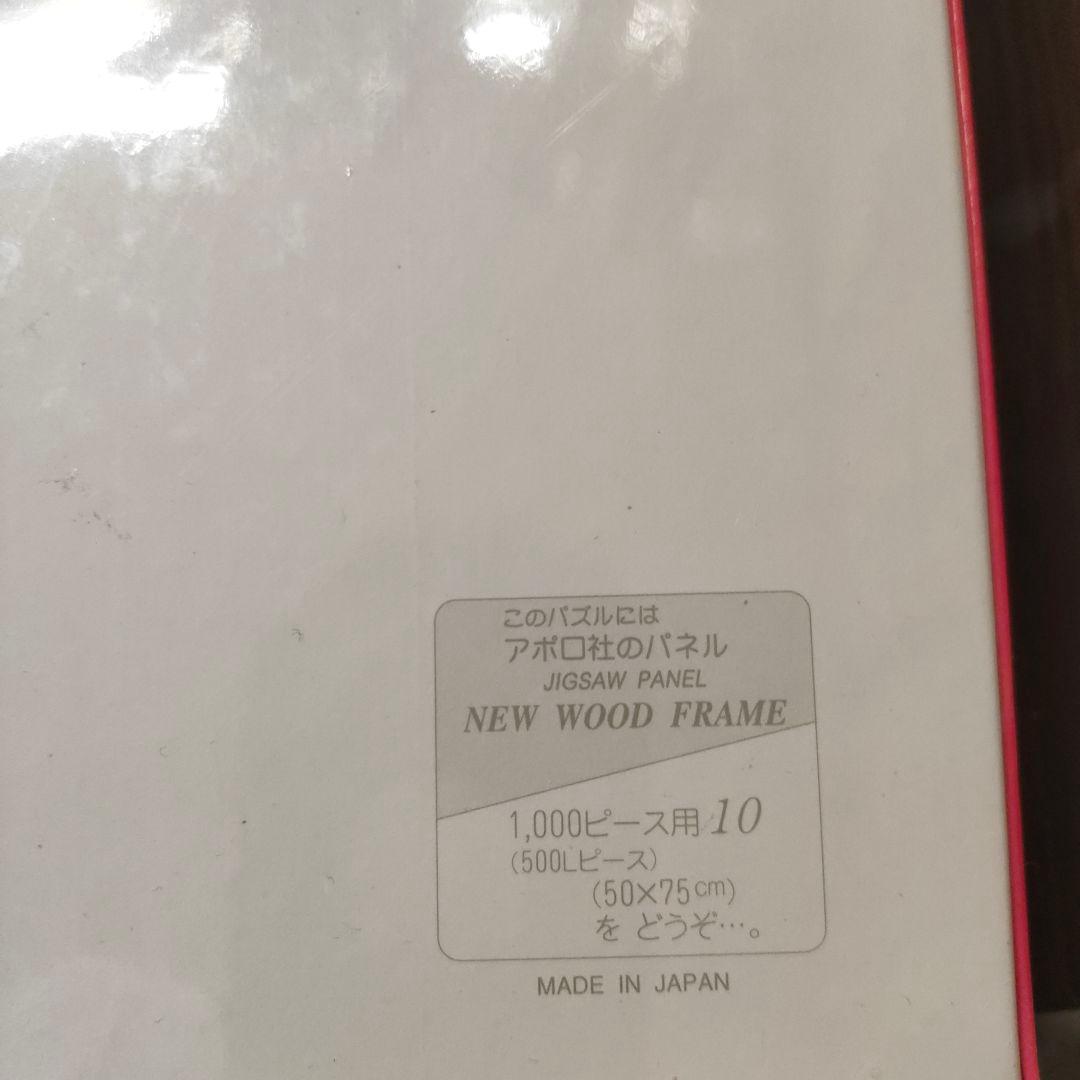 このパズルには
アポロ社のパネル
JIGSAW PANEL
NEW WOOD FRAME
1,000ピース用 10
(500Lピース)
(50×75cm)
を どうぞ…。
MADE IN JAPAN